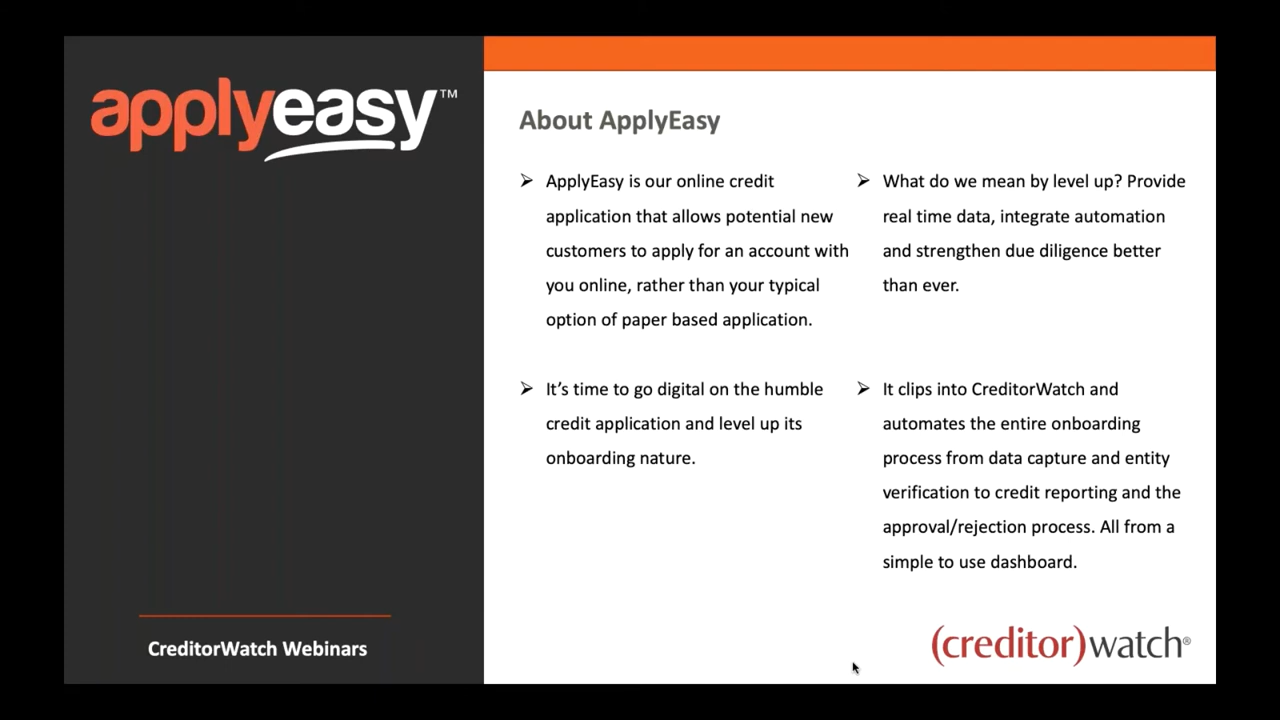 applyeasy™
About ApplyEasy
➢ ApplyEasy is our online credit
application that allows potential new
customers to apply for an account with
you online, rather than your typical
option of paper based application.
➢ It’s time to go digital on the humble
credit application and level up its
onboarding nature.
➢ What do we mean by level up? Provide
real time data, integrate automation
and strengthen due diligence better
than ever.
➢ It clips into CreditorWatch and
automates the entire onboarding
process from data capture and entity
verification to credit reporting and the
approval/rejection process. All from a
simple to use dashboard.
CreditorWatch Webinars
(creditor)watch®